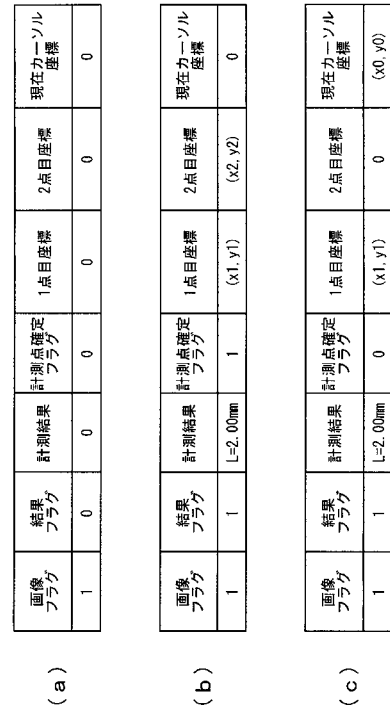 (a)
画像
フラグ
結果
フラグ
計測結果
計測点確定
フラグ
1点目座標
2点目座標
現在カーソル
座標
1
0
0
0
0
0
0
(b)
画像
フラグ
結果
フラグ
計測結果
計測点確定
フラグ
1点目座標
2点目座標
現在カーソル
座標
1
1
L=2.00mm
1
(x1, y1)
(x2, y2)
0
(c)
画像
フラグ
結果
フラグ
計測結果
計測点確定
フラグ
1点目座標
2点目座標
現在カーソル
座標
1
1
L=2.00mm
0
(x1, y1)
0
(x0, y0)